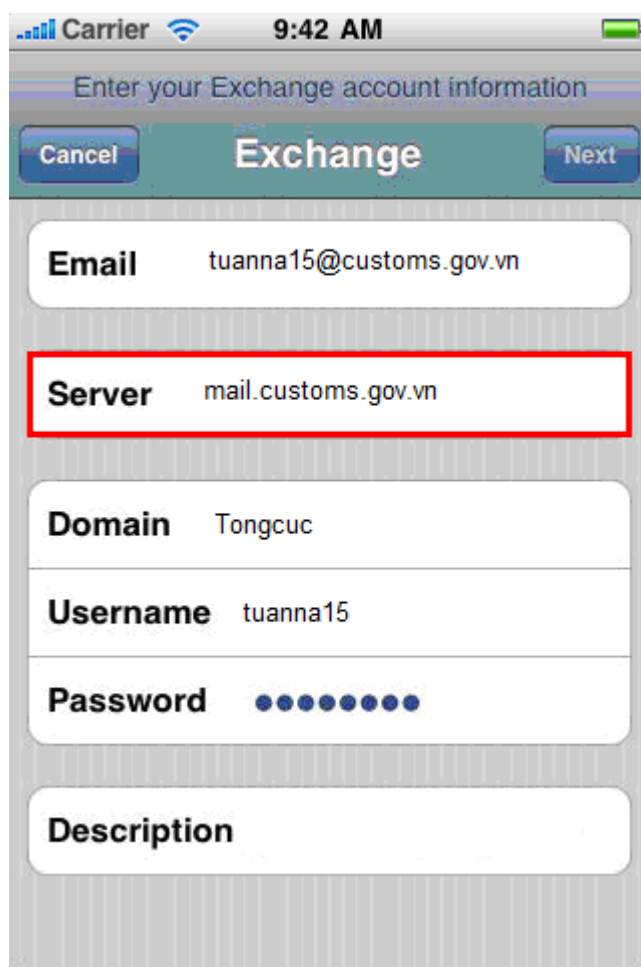 Carrier 9:42 AM
Enter your Exchange account information
Cancel Exchange Next
Email tuanna15@customs.gov.vn
Server mail.customs.gov.vn
Domain Tongcuc
Username tuanna15
Password ●●●●●●●●
Description